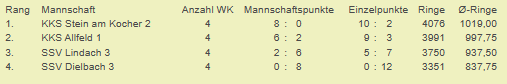 Rang Mannschaft Anzahl WK Mannschaftspunkte Einzelpunkte Ringe Ø-Ringe
1. KKS Stein am Kocher 2 4 8 : 0 10 : 2 4076 1019,00
2. KKS Allfeld 1 4 6 : 2 9 : 3 3991 997,75
3. SSV Lindach 3 4 2 : 6 5 : 7 3750 937,50
4. SSV Dielbach 3 4 0 : 8 0 : 12 3351 837,75